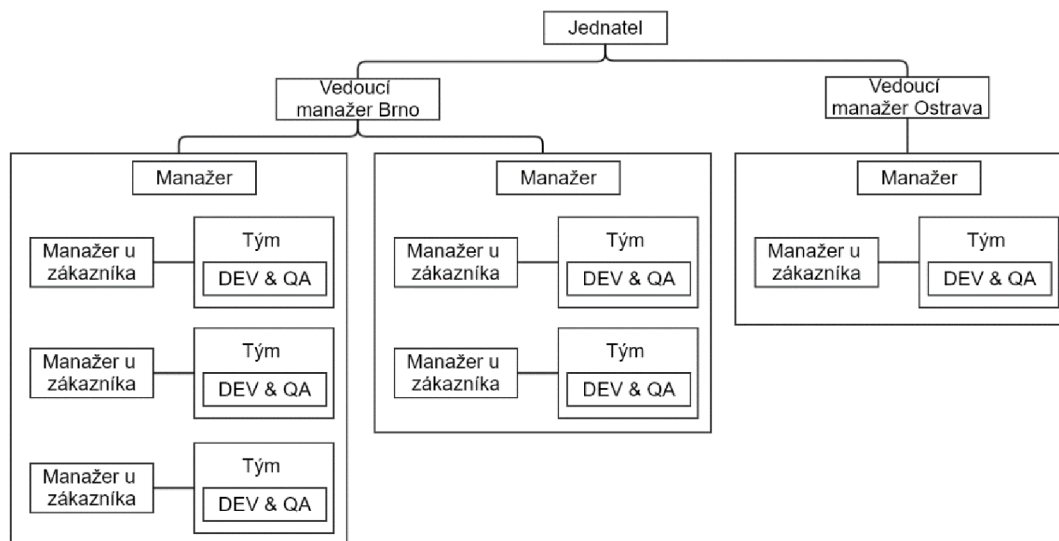 Jednatel
Vedoucí
manažer Brno
Vedoucí
manažer Ostrava
Manažer
Manažer u
zákazníka
Tým
DEV & QA
Manažer u
zákazníka
Tým
DEV & QA
Manažer u
zákazníka
Tým
DEV & QA
Manažer
Manažer u
zákazníka
Tým
DEV & QA
Manažer u
zákazníka
Tým
DEV & QA
Manažer
Manažer u
zákazníka
Tým
DEV & QA